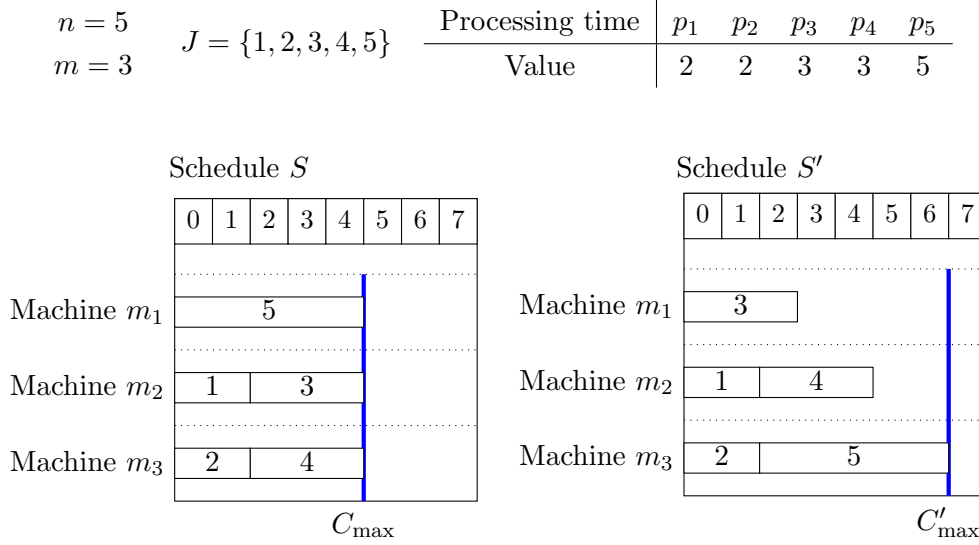 n = 5
m = 3
J = {1, 2, 3, 4, 5}
Processing time p₁ p₂ p₃ p₄ p₅
Value 2 2 3 3 5
Schedule S
0 1 2 3 4 5 6 7
Machine m₁ 5
Machine m₂ 1 3
Machine m₃ 2 4
C_max
Schedule S′
0 1 2 3 4 5 6 7
Machine m₁ 3
Machine m₂ 1 4
Machine m₃ 2 5
C′_max